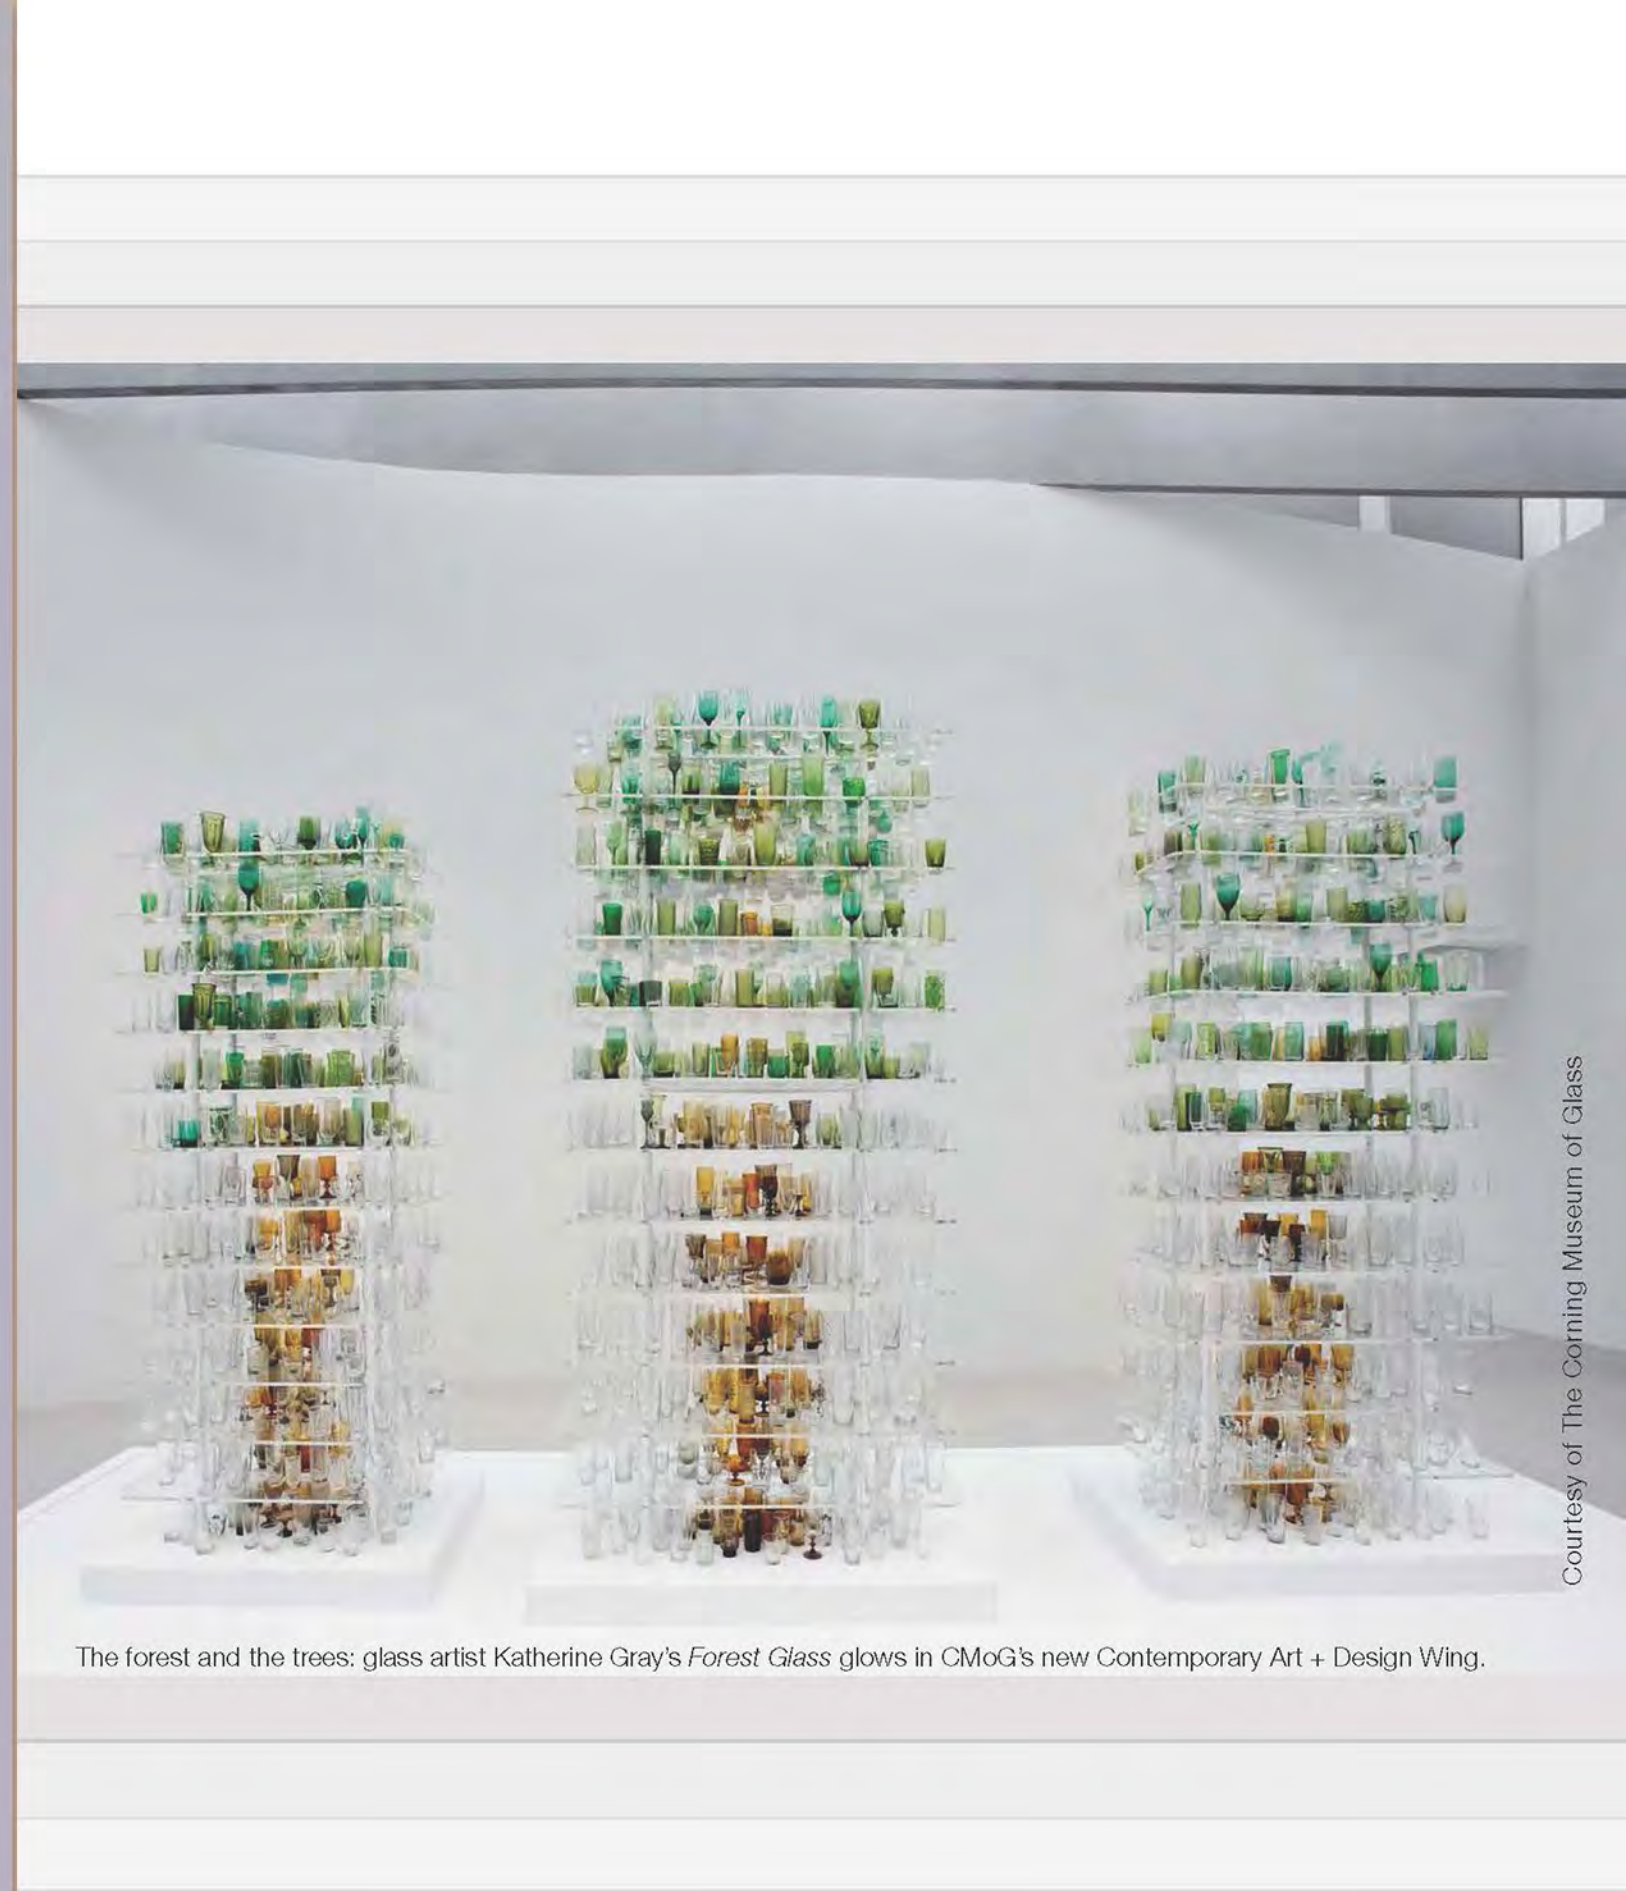 Courtesy of The Corning Museum of Glass
The forest and the trees: glass artist Katherine Gray's Forest Glass glows in CMoG's new Contemporary Art + Design Wing.